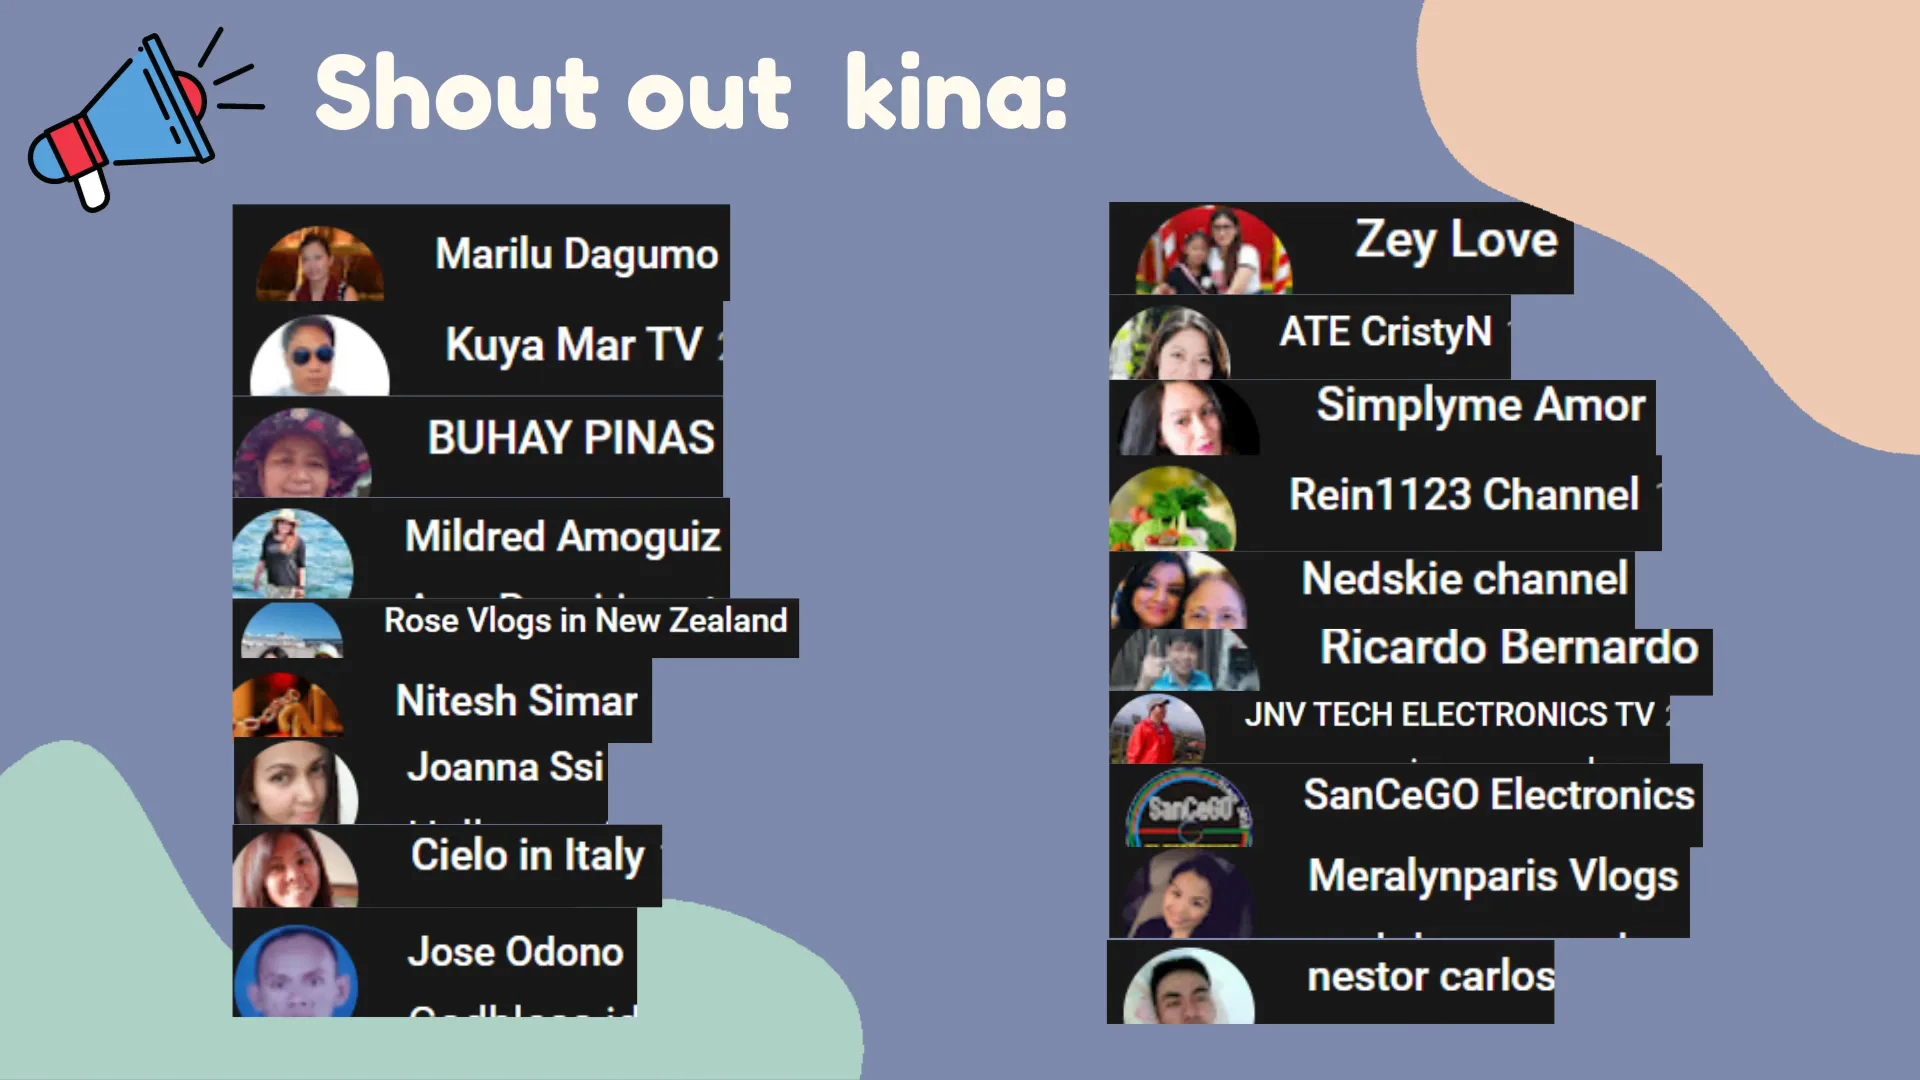 Shout out kina:
Marilu Dagumo
Kuya Mar TV
BUHAY PINAS
Mildred Amoguiz
Rose Vlogs in New Zealand
Nitesh Simar
Joanna Ssi
Cielo in Italy
Jose Odono
Zey Love
ATE CristyN
Simplyme Amor
Rein1123 Channel
Nedskie channel
Ricardo Bernardo
JNV TECH ELECTRONICS TV
SanCeGO
SanCeGO Electronics
Meralynparis Vlogs
nestor carlos